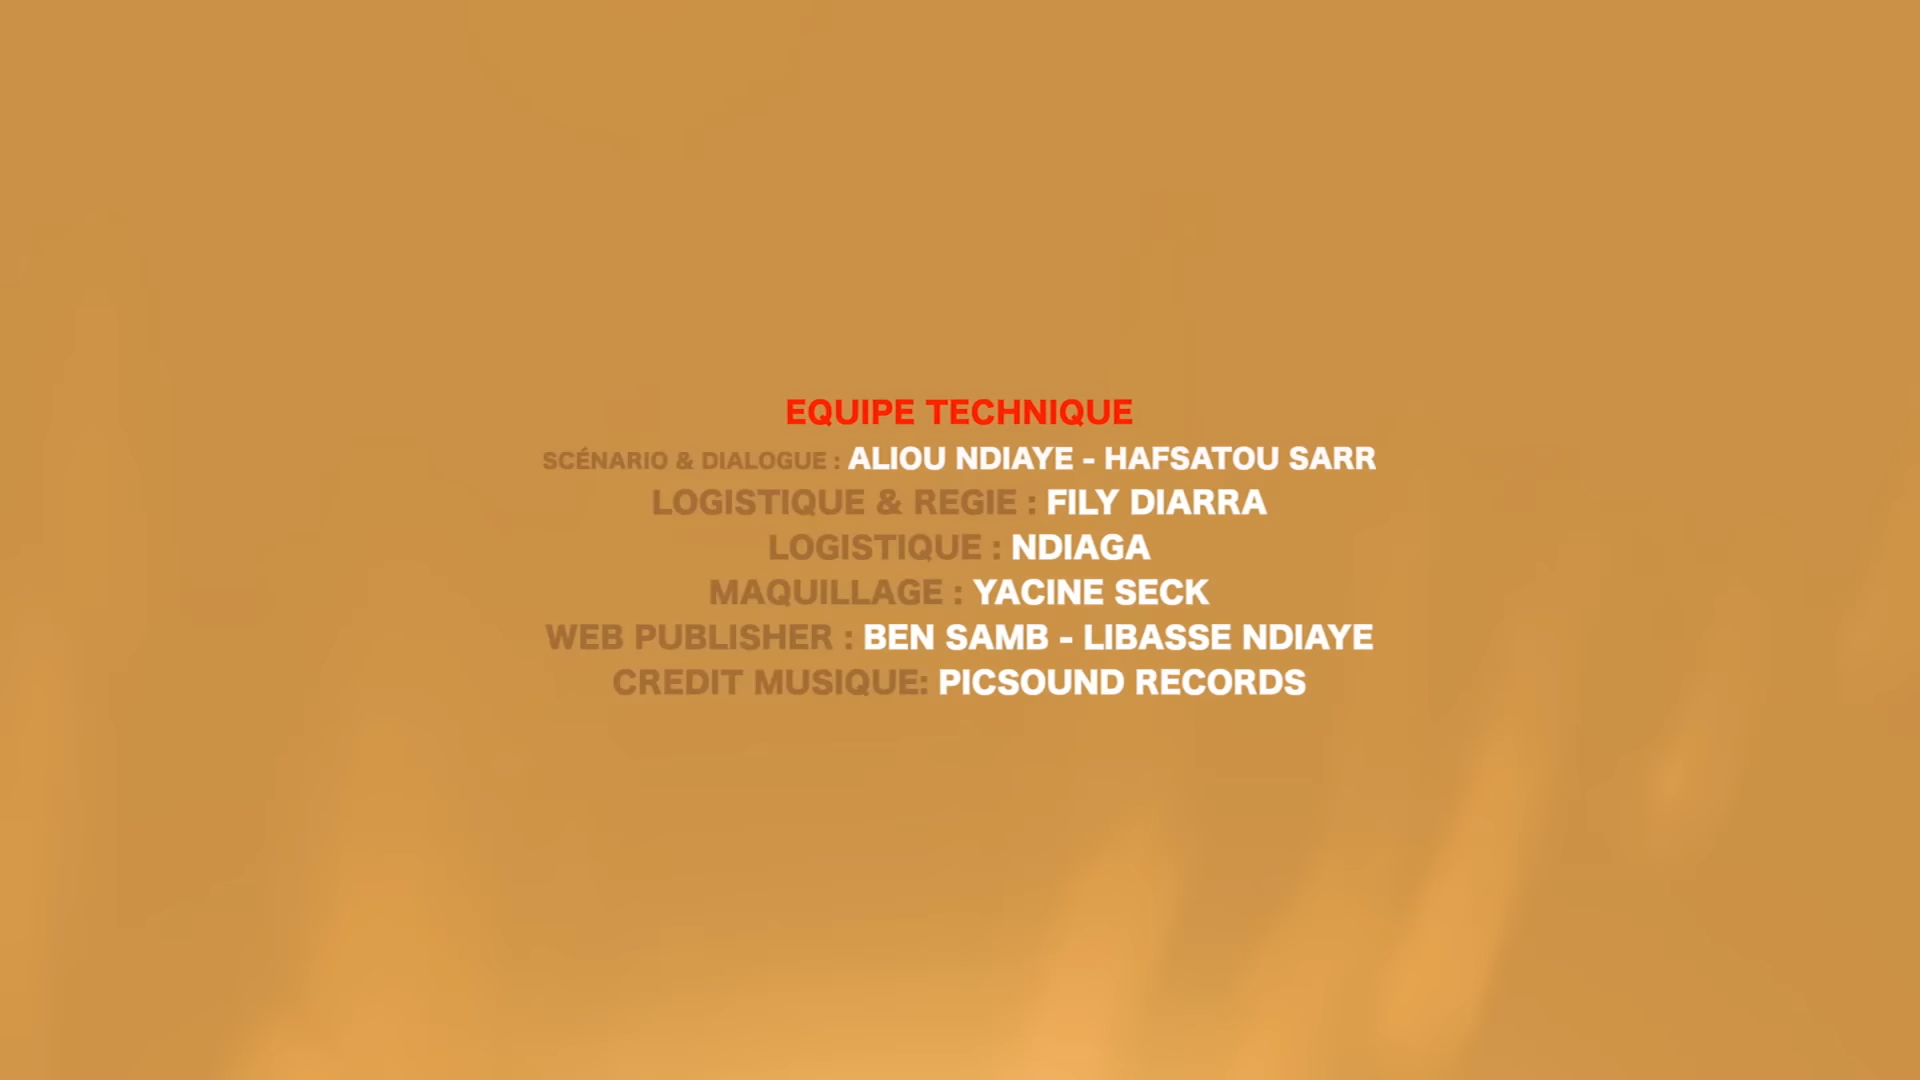 EQUIPE TECHNIQUE
SCÉNARIO & DIALOGUE : ALIOU NDIAYE - HAFSATOU SARR
LOGISTIQUE & REGIE : FILY DIARRA
LOGISTIQUE : NDIAGA
MAQUILLAGE : YACINE SECK
WEB PUBLISHER : BEN SAMB - LIBASSE NDIAYE
CREDIT MUSIQUE: PICSOUND RECORDS